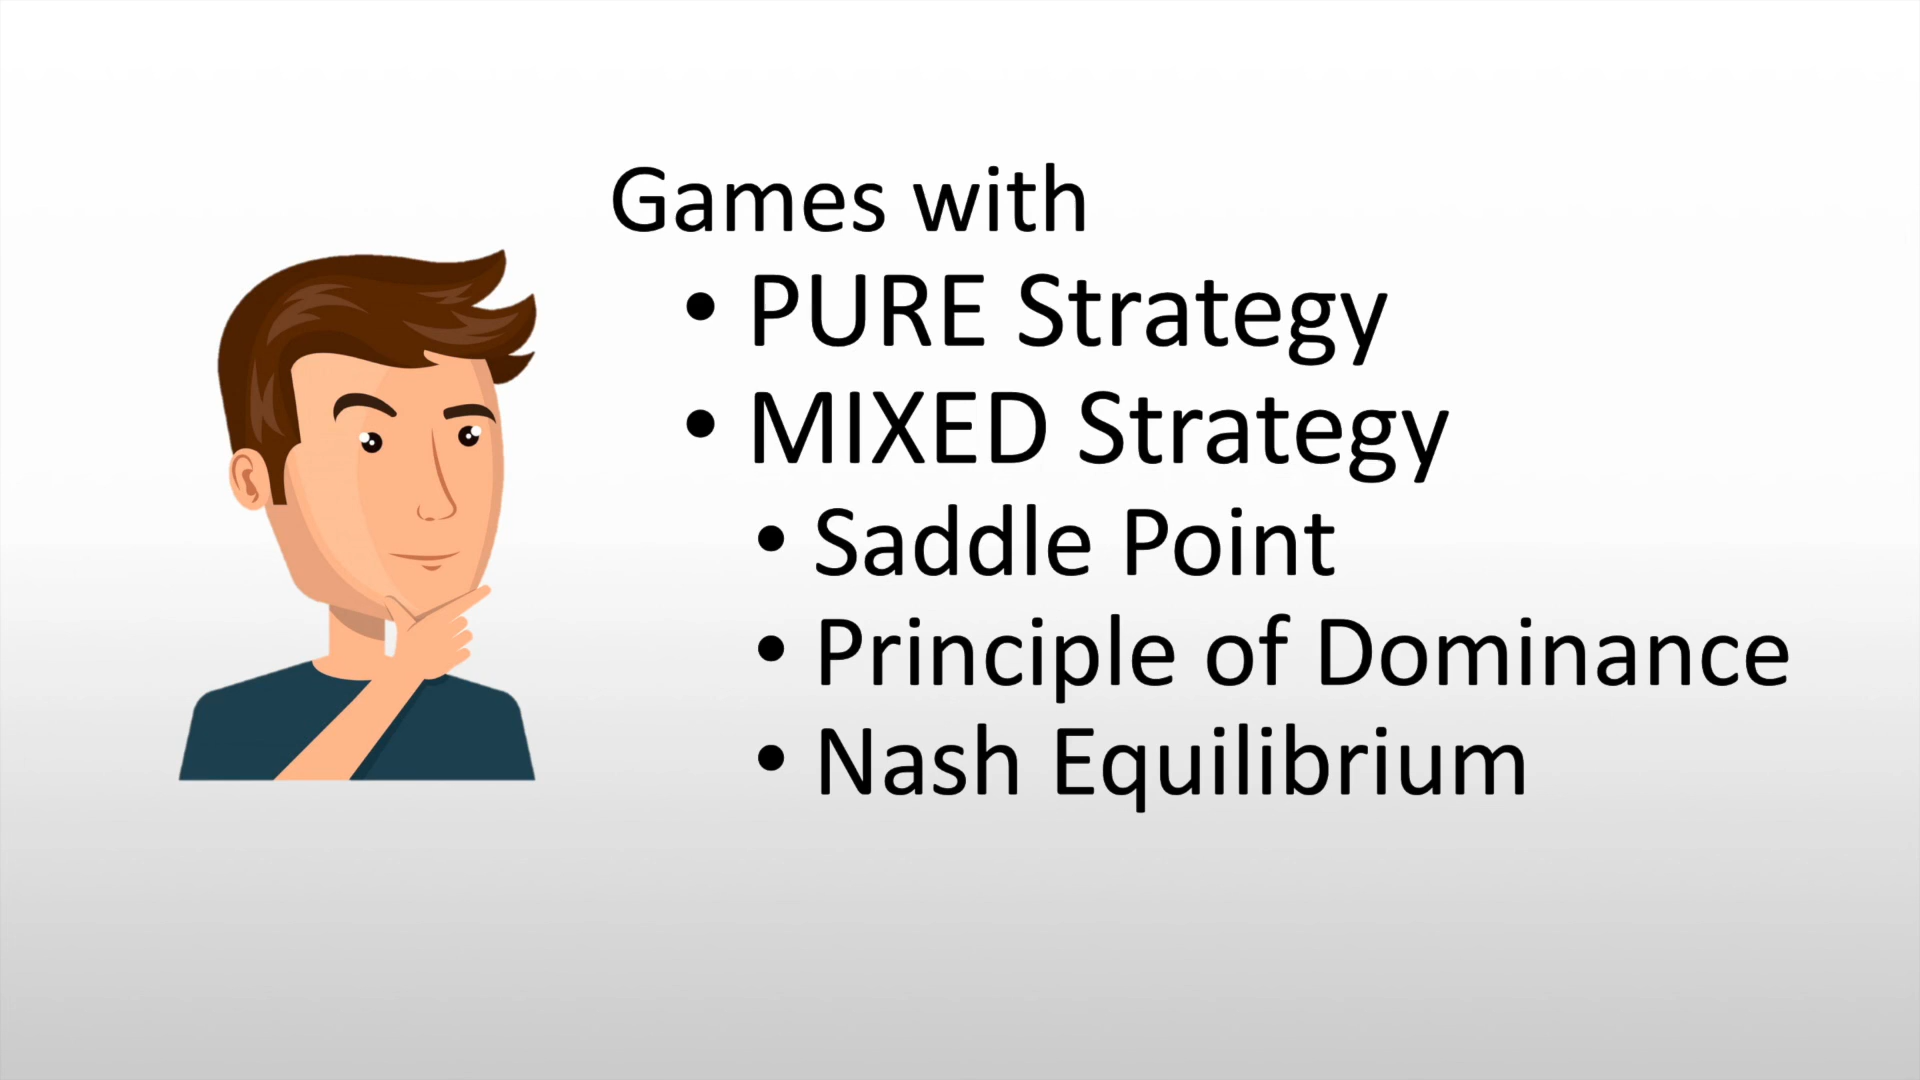 Games with
• PURE Strategy
• MIXED Strategy
• Saddle Point
• Principle of Dominance
• Nash Equilibrium